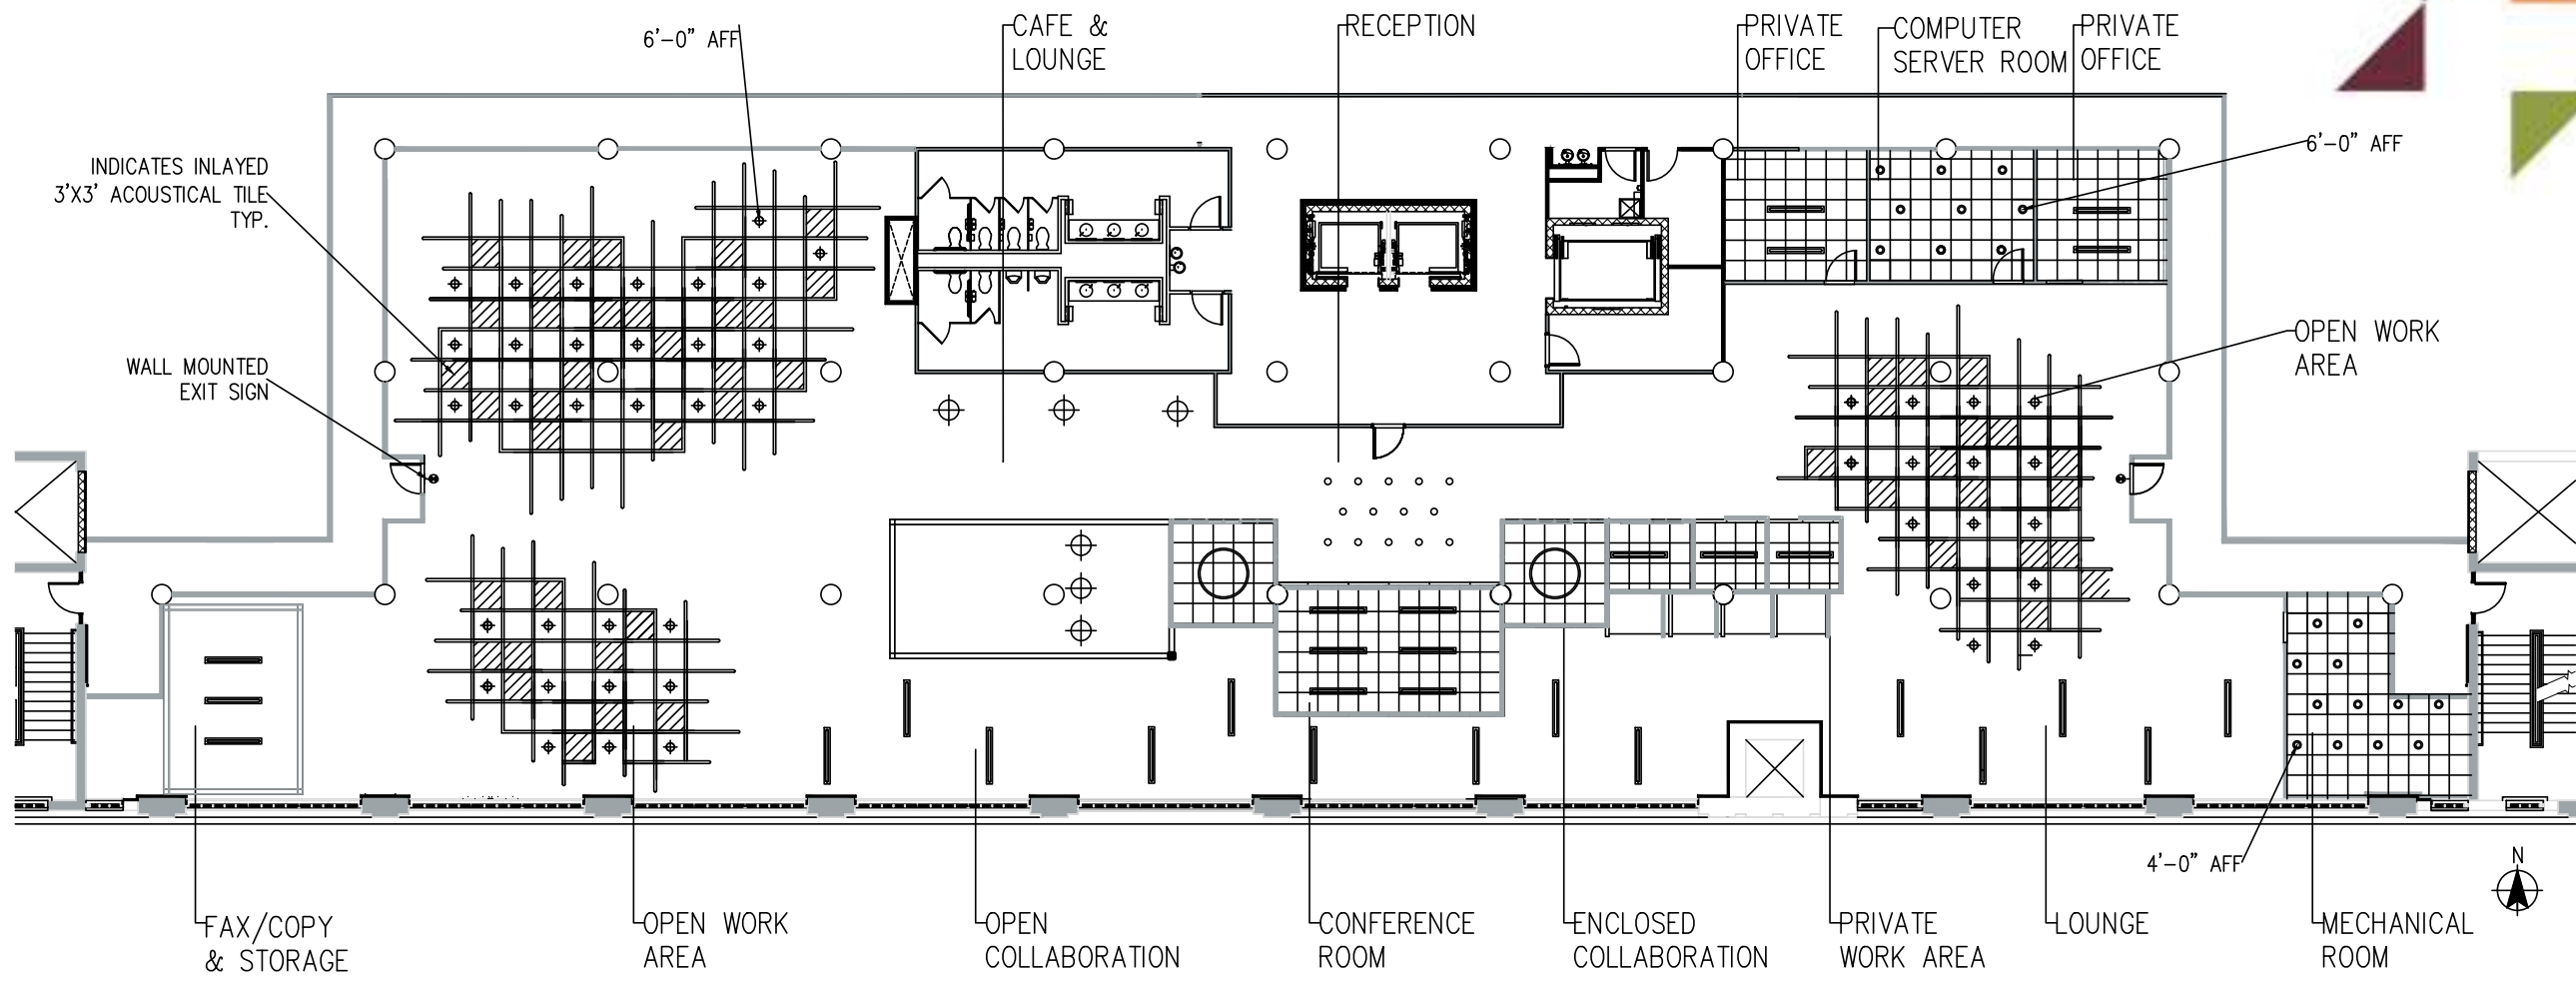 6'-0" AFF
CAFE &
LOUNGE
RECEPTION
PRIVATE
OFFICE
COMPUTER
SERVER ROOM
PRIVATE
OFFICE
6'-0" AFF
INDICATES INLAYED
3'X3' ACOUSTICAL TILE
TYP.
WALL MOUNTED
EXIT SIGN
OPEN WORK
AREA
4'-0" AFF
N
FAX/COPY
& STORAGE
OPEN WORK
AREA
OPEN
COLLABORATION
CONFERENCE
ROOM
ENCLOSED
COLLABORATION
PRIVATE
WORK AREA
LOUNGE
MECHANICAL
ROOM